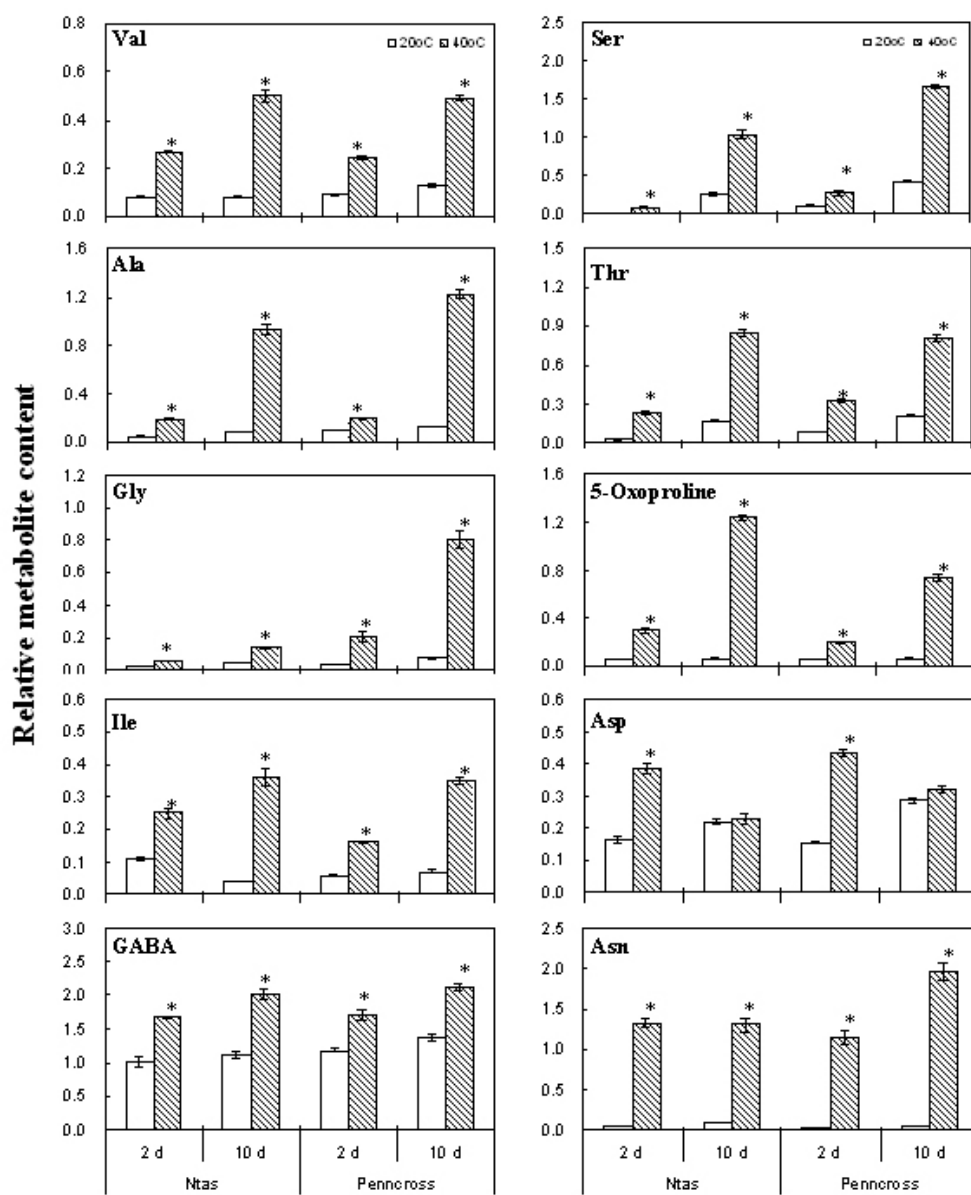 Relative metabolite content
Val
20oC 40oC
0.8
0.6
0.4
0.2
0.0
* * * *
Ser
20oC 40oC
2.5
2.0
1.5
1.0
0.5
0.0
* * * *
Ala
1.6
1.2
0.8
0.4
0.0
* * * *
Thr
1.5
1.2
0.9
0.6
0.3
0.0
* * * *
Gly
1.2
1.0
0.8
0.6
0.4
0.2
0.0
* * * *
5-Oxoproline
1.6
1.2
0.8
0.4
0.0
* * * *
Ile
0.6
0.5
0.4
0.3
0.2
0.1
0.0
* * * *
Asp
0.6
0.5
0.4
0.3
0.2
0.1
0.0
* *
GABA
3.0
2.5
2.0
1.5
1.0
0.5
0.0
* * * *
2 d 10 d 2 d 10 d
Ntas Penncross
Asn
2.5
2.0
1.5
1.0
0.5
0.0
* * * *
2 d 10 d 2 d 10 d
Ntas Penncross